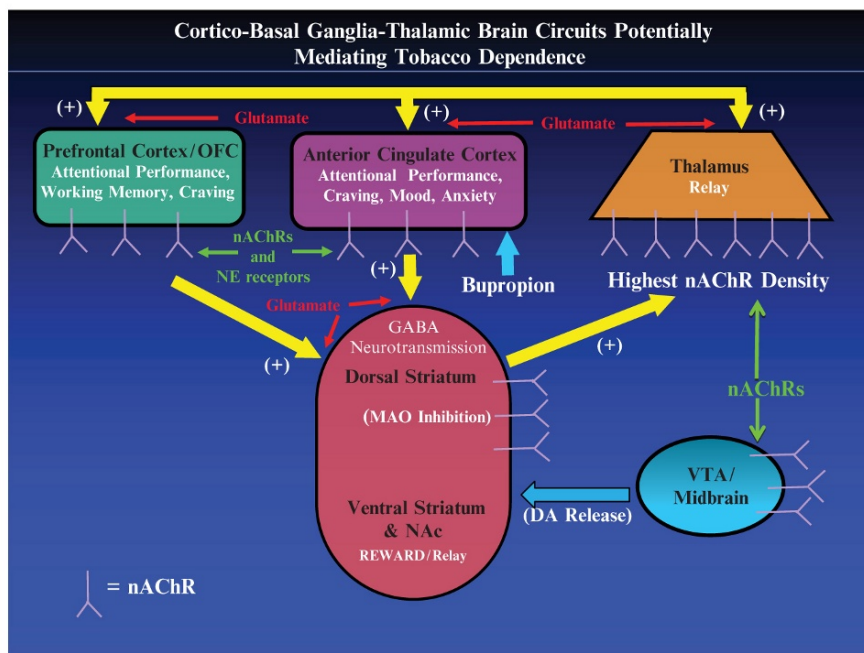 Cortico-Basal Ganglia-Thalamic Brain Circuits Potentially
Mediating Tobacco Dependence
(+)
Glutamate
(+)
Glutamate
(+)
Prefrontal Cortex/OFC
Attentional Performance,
Working Memory, Craving
Anterior Cingulate Cortex
Attentional Performance,
Craving, Mood, Anxiety
Thalamus
Relay
nAChRs
and
NE receptors
(+)
Bupropion
Highest nAChR Density
Glutamate
(+)
GABA
Neurotransmission
Dorsal Striatum
(MAO Inhibition)
(+)
nAChRs
Ventral Striatum
& NAc
REWARD/Relay
(DA Release)
VTA/
Midbrain
= nAChR